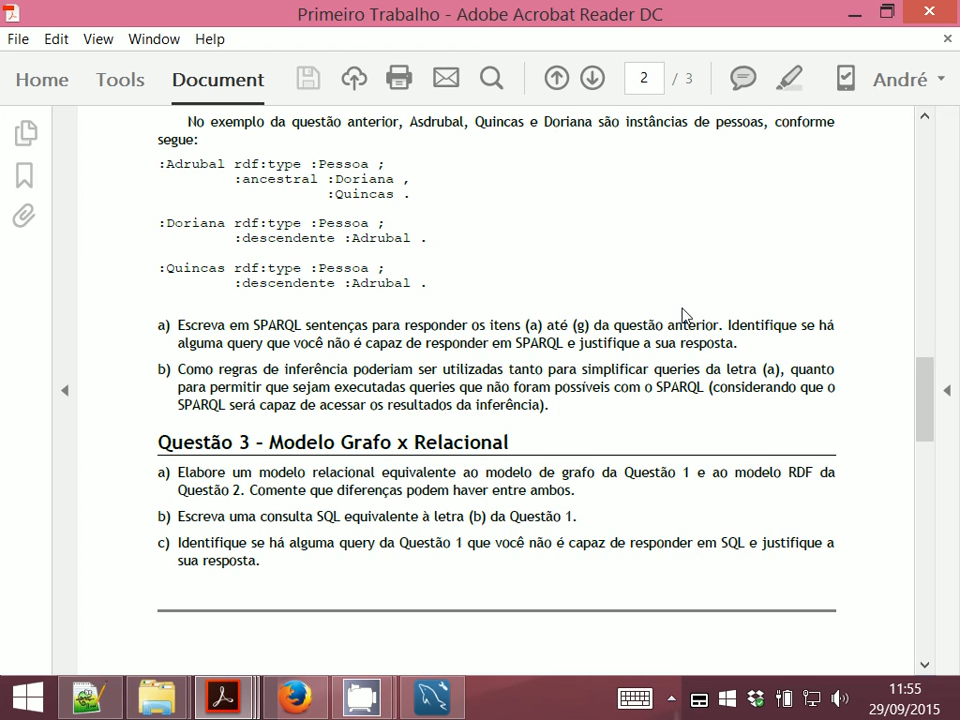 Primeiro Trabalho - Adobe Acrobat Reader DC
File Edit View Window Help
Home Tools Document 2 / 3 André
No exemplo da questão anterior, Asdrubal, Quincas e Doriana são instâncias de pessoas, conforme
segue:
:Adrubal rdf:type :Pessoa ;
:ancestral :Doriana ,
:Quincas .
:Doriana rdf:type :Pessoa ;
:descendente :Adrubal .
:Quincas rdf:type :Pessoa ;
:descendente :Adrubal .
a) Escreva em SPARQL sentenças para responder os itens (a) até (g) da questão anterior. Identifique se há
alguma query que você não é capaz de responder em SPARQL e justifique a sua resposta.
b) Como regras de inferência poderiam ser utilizadas tanto para simplificar queries da letra (a), quanto
para permitir que sejam executadas queries que não foram possíveis com o SPARQL (considerando que o
SPARQL será capaz de acessar os resultados da inferência).
Questão 3 – Modelo Grafo x Relacional
a) Elabore um modelo relacional equivalente ao modelo de grafo da Questão 1 e ao modelo RDF da
Questão 2. Comente que diferenças podem haver entre ambos.
b) Escreva uma consulta SQL equivalente à letra (b) da Questão 1.
c) Identifique se há alguma query da Questão 1 que você não é capaz de responder em SQL e justifique a
sua resposta.
11:55
29/09/2015